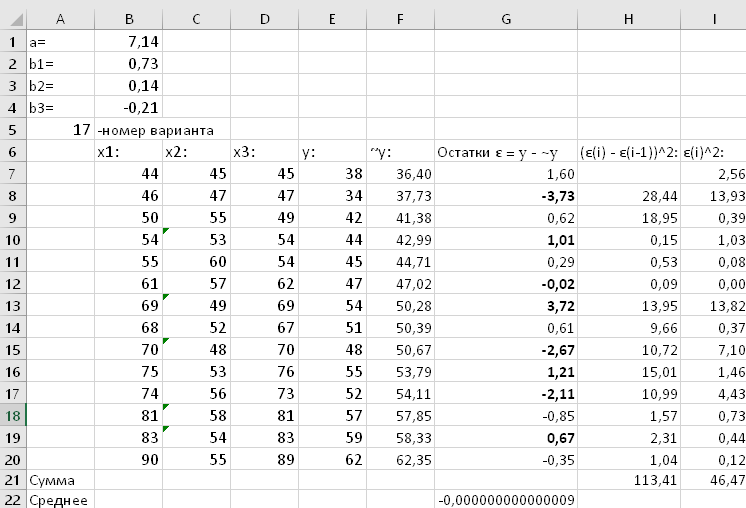 A B C D E F G H I
1 a= 7,14
2 b1= 0,73
3 b2= 0,14
4 b3= -0,21
5 17 -номер варианта
6 x1: x2: x3: y: ~y: Остатки ε = y - ~y (ε(i) - ε(i-1))^2: ε(i)^2:
7 44 45 45 38 36,40 1,60 2,56
8 46 47 47 34 37,73 -3,73 28,44 13,93
9 50 55 49 42 41,38 0,62 18,95 0,39
10 54 53 54 44 42,99 1,01 0,15 1,03
11 55 60 54 45 44,71 0,29 0,53 0,08
12 61 57 62 47 47,02 -0,02 0,09 0,00
13 69 49 69 54 50,28 3,72 13,95 13,82
14 68 52 67 51 50,39 0,61 9,66 0,37
15 70 48 70 48 50,67 -2,67 10,72 7,10
16 75 53 76 55 53,79 1,21 15,01 1,46
17 74 56 73 52 54,11 -2,11 10,99 4,43
18 81 58 81 57 57,85 -0,85 1,57 0,73
19 83 54 83 59 58,33 0,67 2,31 0,44
20 90 55 89 62 62,35 -0,35 1,04 0,12
21 Сумма 113,41 46,47
22 Среднее -0,000000000000009